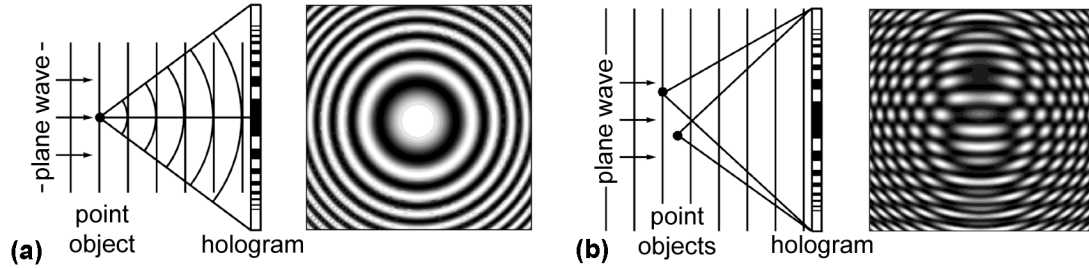 - plane wave -
point
object
hologram
(a)
- plane wave -
point
objects
hologram
(b)